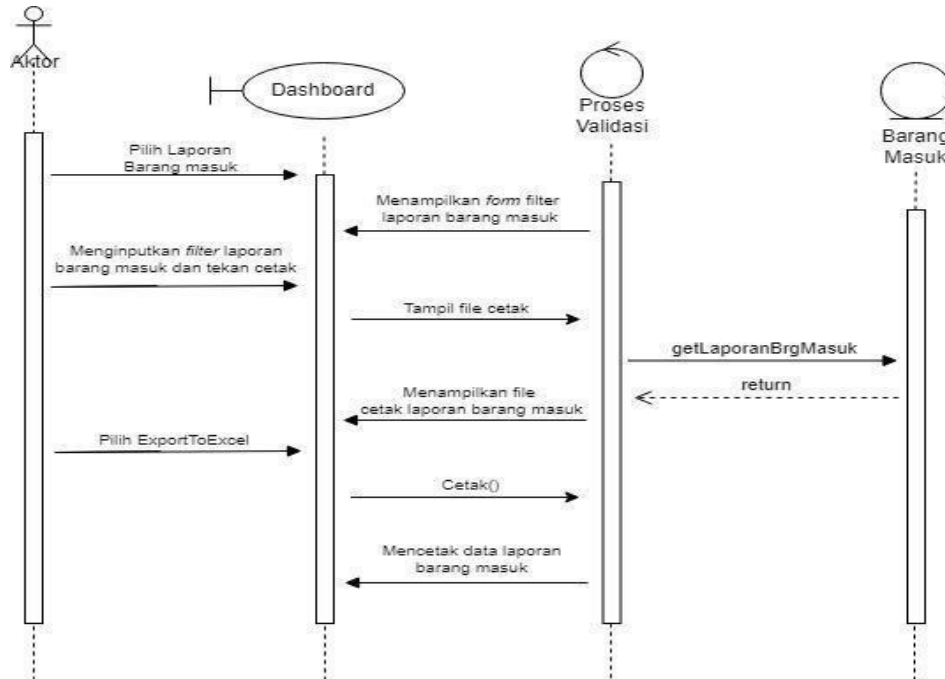 Aktor
Dashboard
Proses
Validasi
Barang
Masuk
Pilih Laporan
Barang masuk
Menampilkan form filter
laporan barang masuk
Menginputkan filter laporan
barang masuk dan tekan cetak
Tampil file cetak
getLaporanBrgMasuk
return
Menampilkan file
cetak laporan barang masuk
Pilih ExportToExcel
Cetak()
Mencetak data laporan
barang masuk